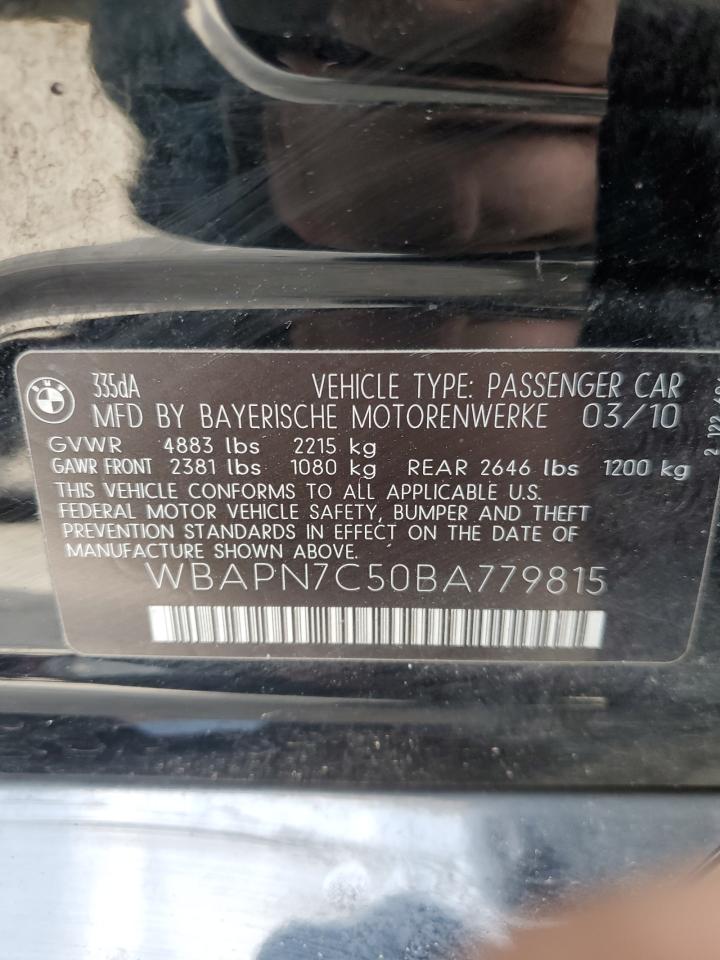 BMW
335dA VEHICLE TYPE: PASSENGER CAR
MFD BY BAYERISCHE MOTORENWERKE 03/10
GVWR 4883 lbs 2215 kg
GAWR FRONT 2381 lbs 1080 kg REAR 2646 lbs 1200 kg
THIS VEHICLE CONFORMS TO ALL APPLICABLE U.S.
FEDERAL MOTOR VEHICLE SAFETY, BUMPER AND THEFT
PREVENTION STANDARDS IN EFFECT ON THE DATE OF
MANUFACTURE SHOWN ABOVE.
WBAPN7C50BA779815